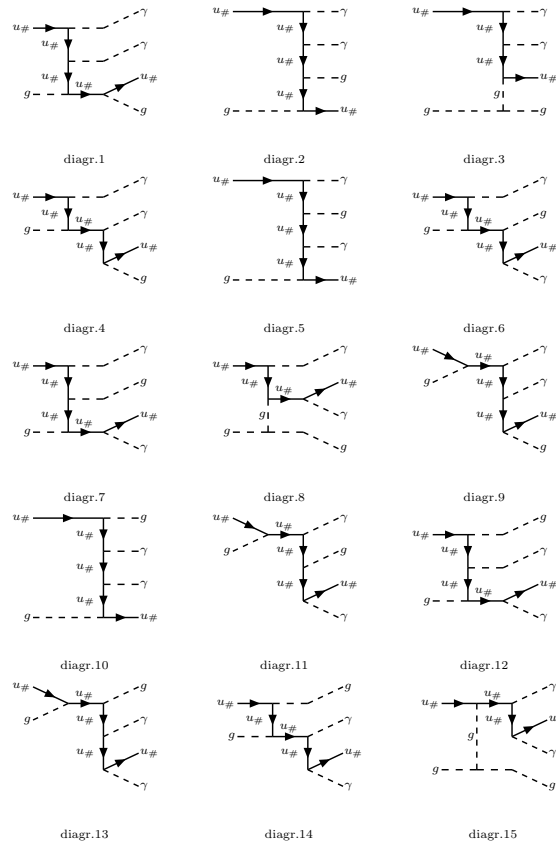 γ
u#
u#
γ
u#
u#
u#
g
g
diagr.1
u#
γ
u#
γ
u#
g
u#
g
u#
diagr.2
u#
γ
u#
γ
u#
u#
g
g
g
diagr.3
γ
u#
u#
γ
u#
g
u#
u#
g
diagr.4
u#
γ
u#
g
u#
γ
u#
g
u#
diagr.5
γ
u#
u#
g
u#
g
u#
u#
g
diagr.6
γ
u#
u#
g
u#
u#
u#
g
γ
diagr.7
γ
u#
u#
u#
u#
g
γ
g
g
diagr.8
u#
u#
γ
g
u#
γ
u#
u#
g
diagr.9
u#
g
u#
γ
u#
γ
u#
g
u#
diagr.10
u#
u#
γ
g
u#
g
u#
u#
γ
diagr.11
g
u#
u#
γ
u#
u#
u#
g
γ
diagr.12
u#
u#
g
g
u#
γ
u#
u#
γ
diagr.13
g
u#
u#
γ
u#
g
u#
u#
γ
diagr.14
u#
u#
γ
u#
g
u
γ
g
g
diagr.15